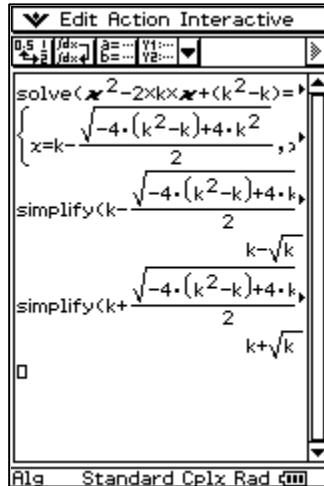 Edit Action Interactive
0.5 1 2 ∫dx ∫dx a= b= Y1:… Y2:…
solve(x^2-2×k×x+(k^2-k)=
{x=k-√(-4·(k^2-k)+4·k^2)/2,
simplify(k-√(-4·(k^2-k)+4·k)/2
k-√k
simplify(k+√(-4·(k^2-k)+4·k)/2
k+√k
Alg Standard Cplx Rad